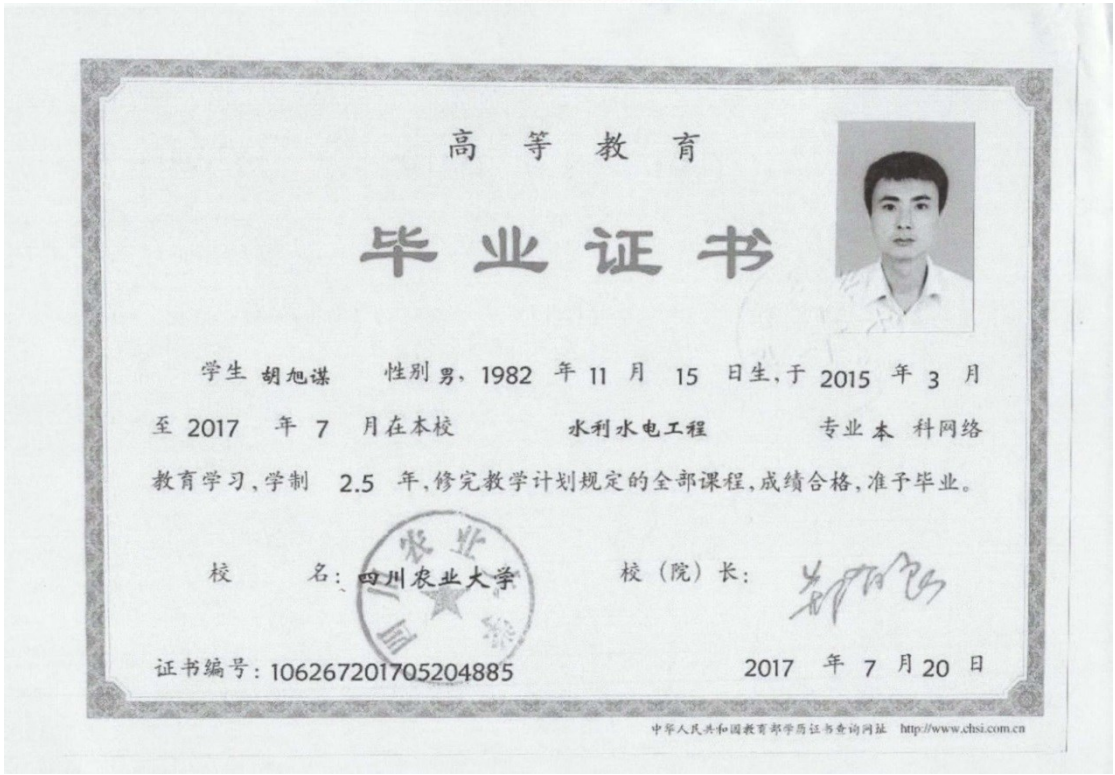 高等教育
毕业证书
学生 胡旭谋 性别 男, 1982 年 11 月 15 日生,于 2015 年 3 月
至 2017 年 7 月在本校 水利水电工程 专业 本 科网络
教育学习,学制 2.5 年,修完教学计划规定的全部课程,成绩合格,准予毕业。
校 名: 四川农业大学 校(院)长:
四川农业大学
证书编号: 106267201705204885 2017 年 7 月 20 日
中华人民共和国教育部学历证书查询网址 http://www.chsi.com.cn